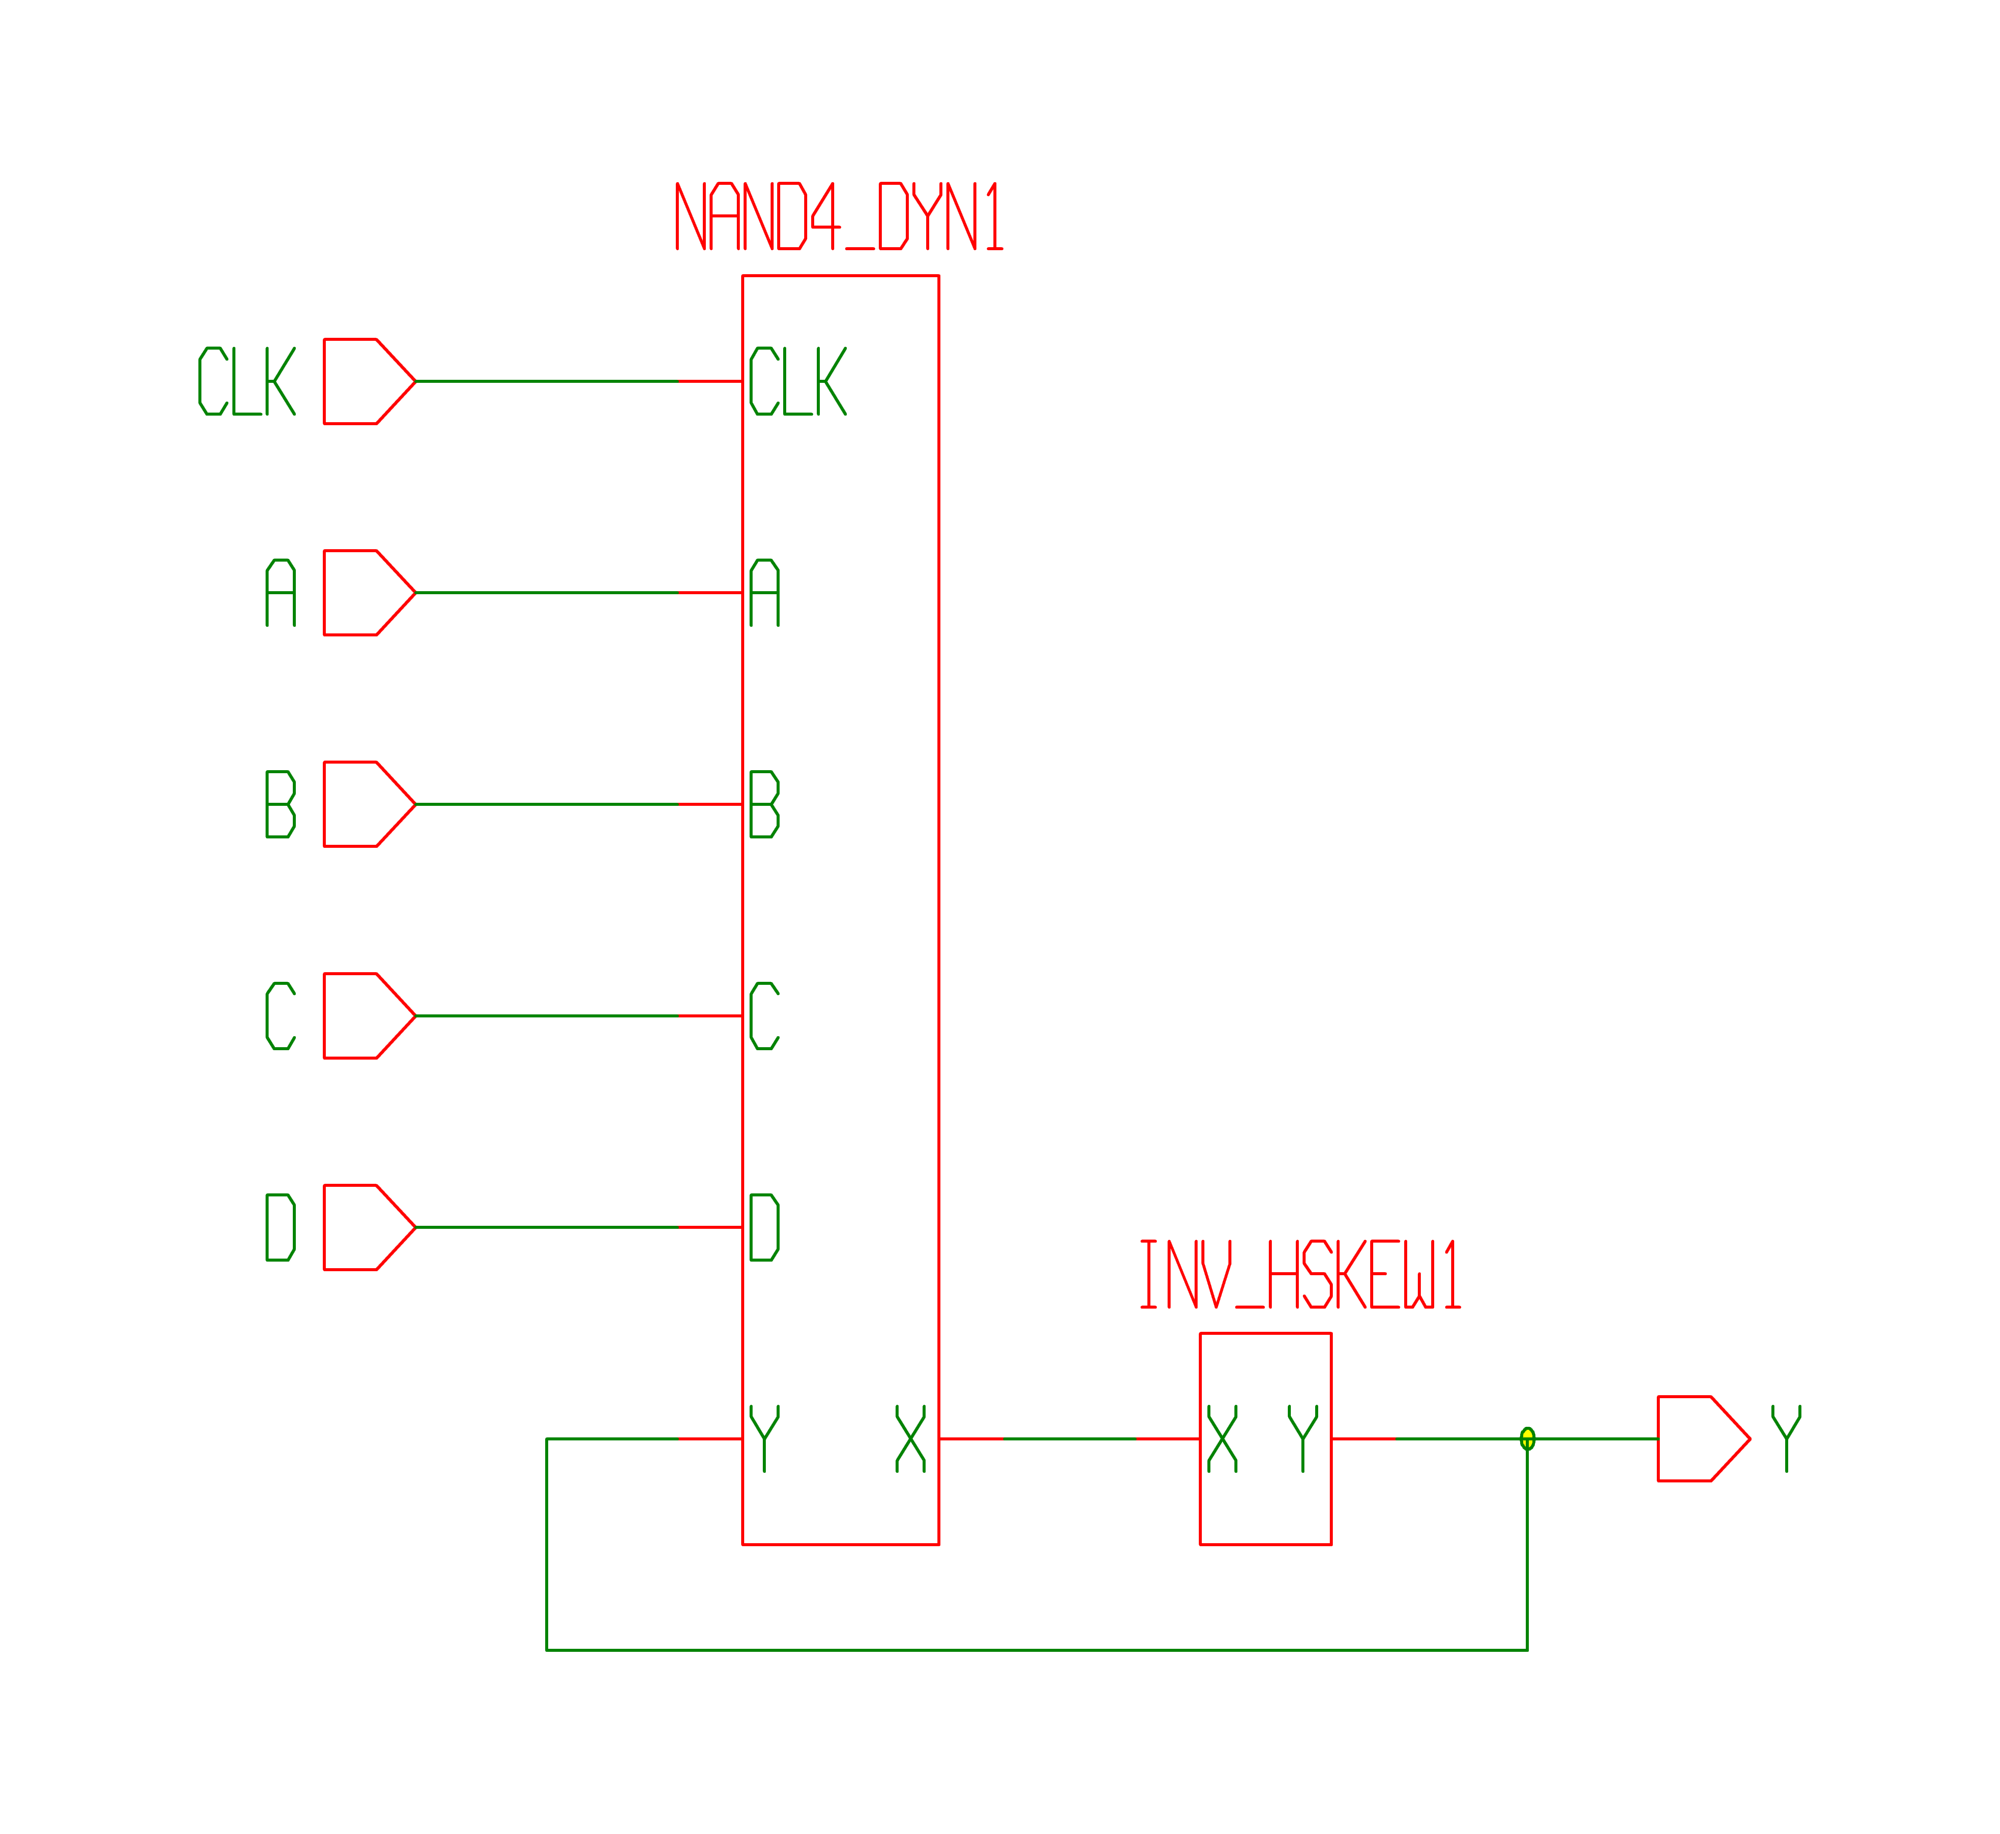 NAND4_DYN1
CLK CLK
A A
B B
C C
D D
INV_HSKEW1
Y X X Y Y